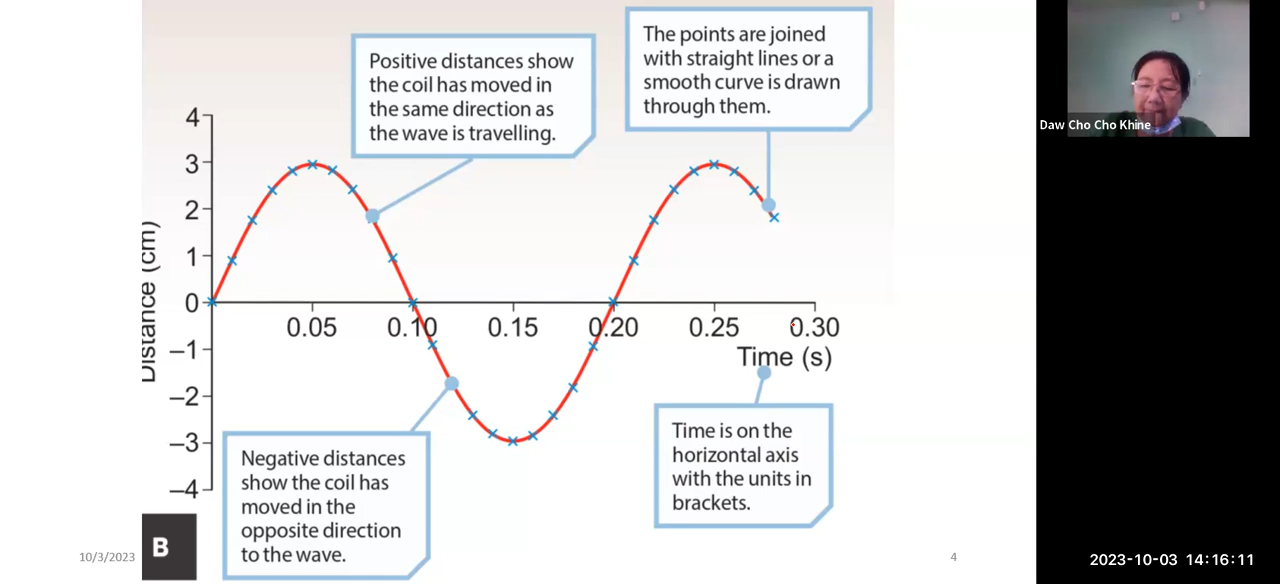 Positive distances show
the coil has moved in
the same direction as
the wave is travelling.
The points are joined
with straight lines or a
smooth curve is drawn
through them.
Daw Cho Cho Khine
4
3
2
1
0
–1
–2
–3
–4
Distance (cm)
0.05
0.10
0.15
0.20
0.25
0.30
Time (s)
Negative distances
show the coil has
moved in the
opposite direction
to the wave.
Time is on the
horizontal axis
with the units in
brackets.
B
10/3/2023
4
2023-10-03 14:16:11